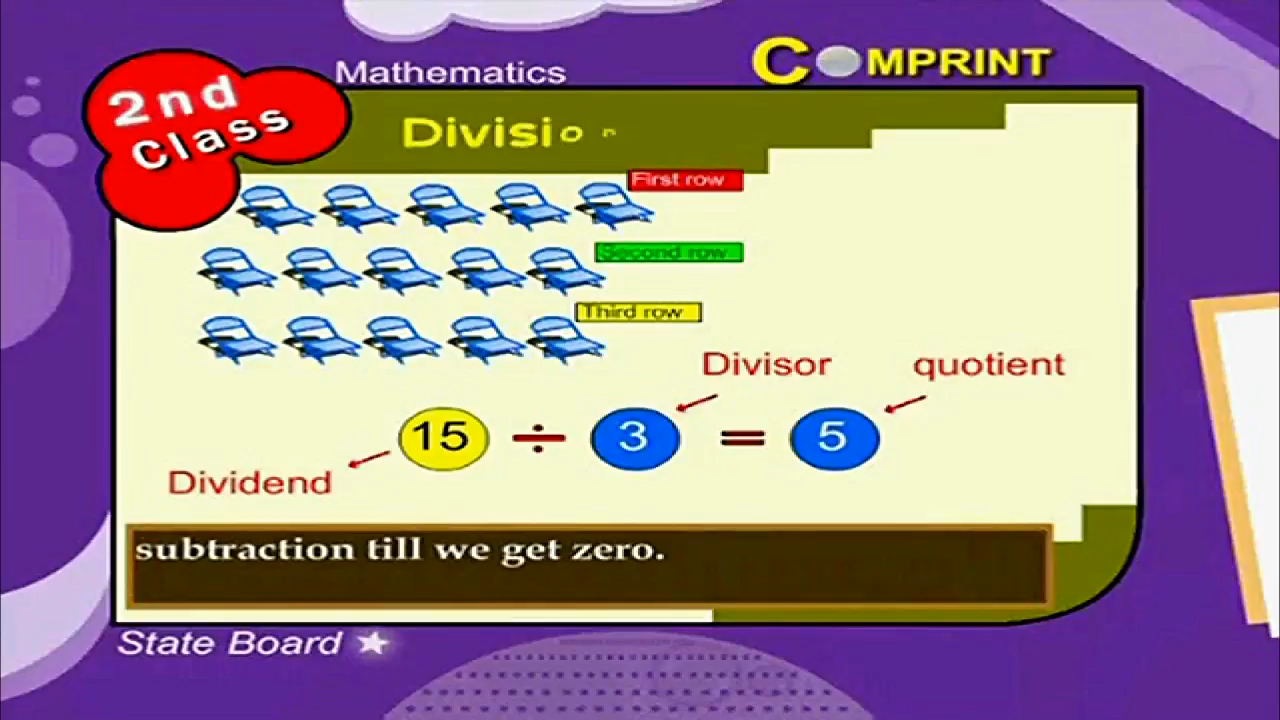 Mathematics
COMPRINT
2nd
Class
Division
First row
Second row
Third row
Divisor
quotient
15 ÷ 3 = 5
Dividend
subtraction till we get zero.
State Board